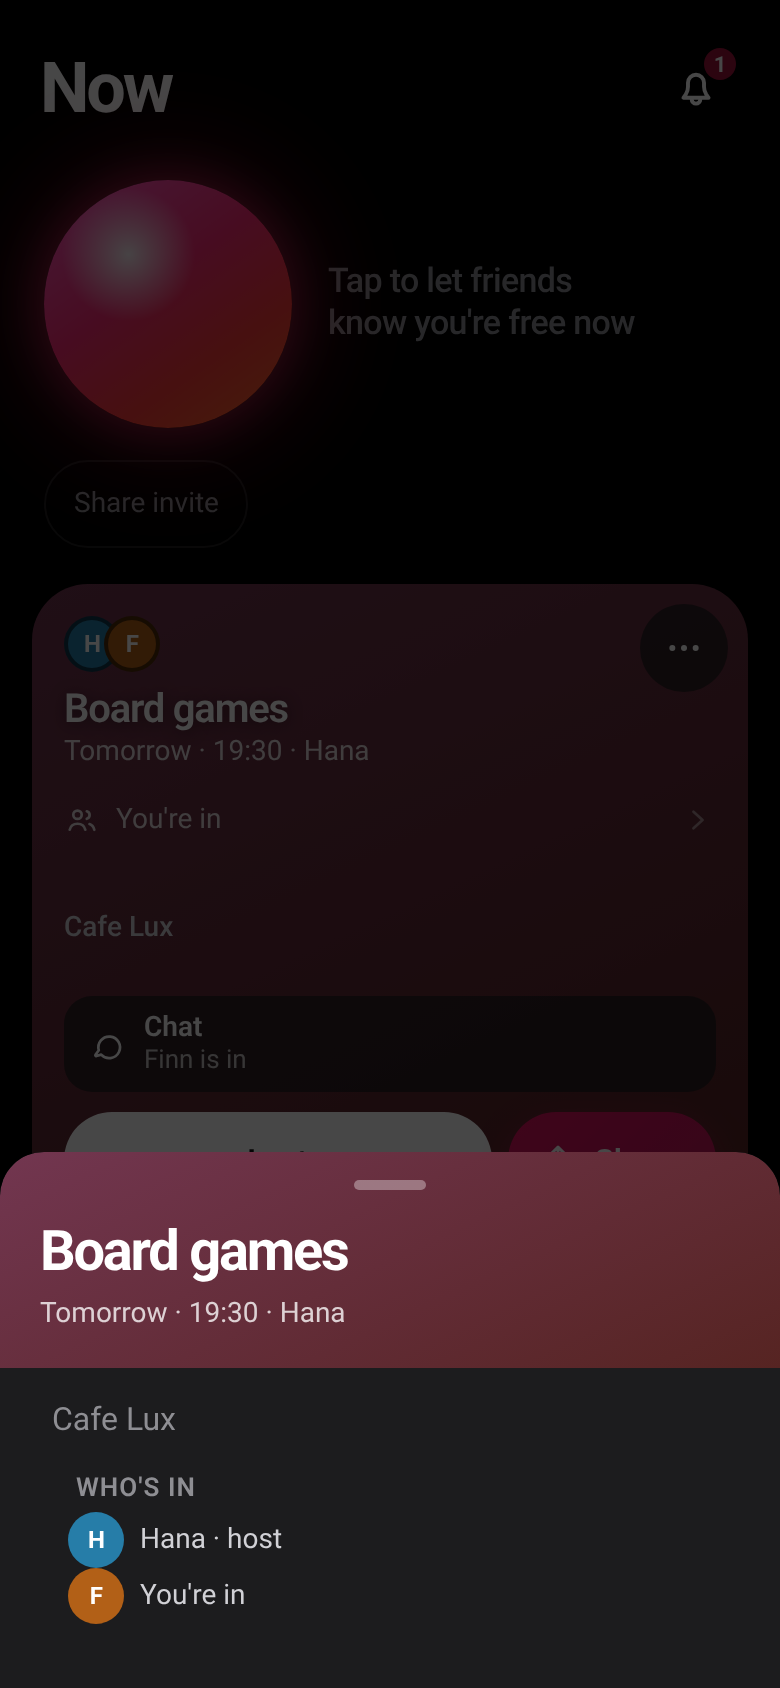 Now
1
Tap to let friends
know you're free now
Share invite
H F
Board games
Tomorrow · 19:30 · Hana
You're in
Cafe Lux
Chat
Finn is in
Board games
Tomorrow · 19:30 · Hana
Cafe Lux
WHO'S IN
H Hana · host
F You're in